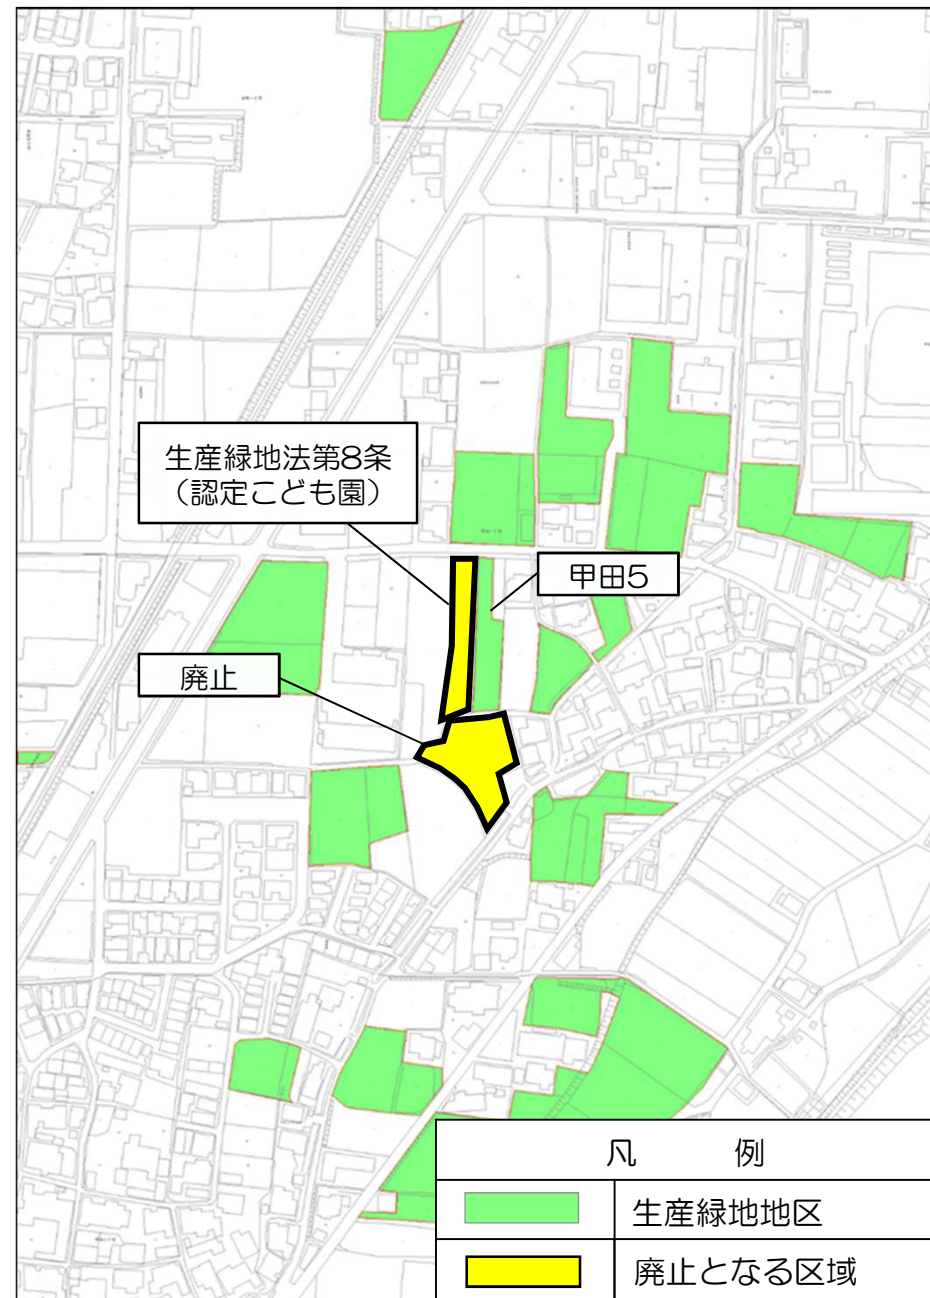 生産緑地法第8条
（認定こども園）
甲田5
廃止
凡例
生産緑地地区
廃止となる区域